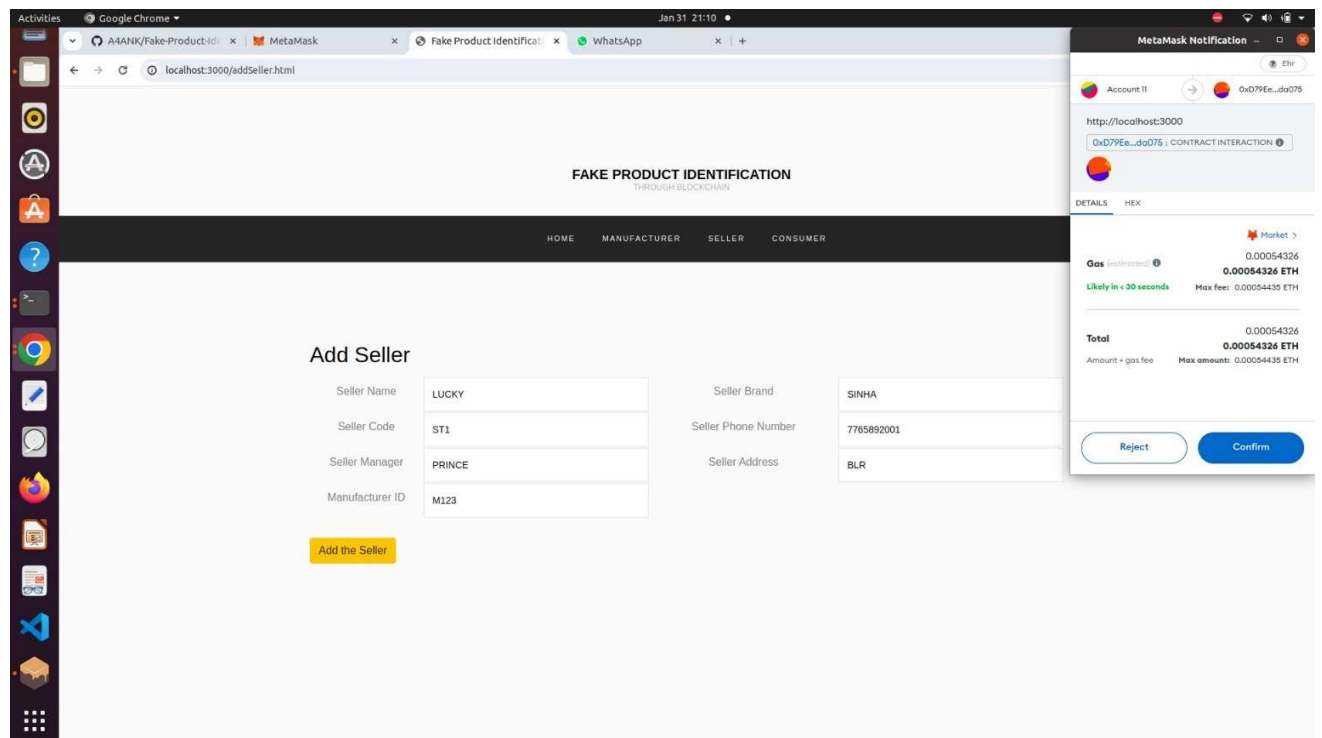 Activities Google Chrome Jan 31 21:10
A4ANK/Fake-Product-Ide MetaMask Fake Product Identificati WhatsApp
MetaMask Notification
localhost:3000/addSeller.html
Ehr
Account 11 0xD79Ee...da075
http://localhost:3000
0xD79Ee...da075 : CONTRACT INTERACTION
DETAILS HEX
Market >
Gas (estimated) 0.00054326
0.00054326 ETH
Likely in < 30 seconds Max fee: 0.00054435 ETH
Total 0.00054326
0.00054326 ETH
Amount + gas fee Max amount: 0.00054435 ETH
Reject Confirm
FAKE PRODUCT IDENTIFICATION
THROUGH BLOCKCHAIN
HOME MANUFACTURER SELLER CONSUMER
Add Seller
Seller Name LUCKY Seller Brand SINHA
Seller Code ST1 Seller Phone Number 7765892001
Seller Manager PRINCE Seller Address BLR
Manufacturer ID M123
Add the Seller